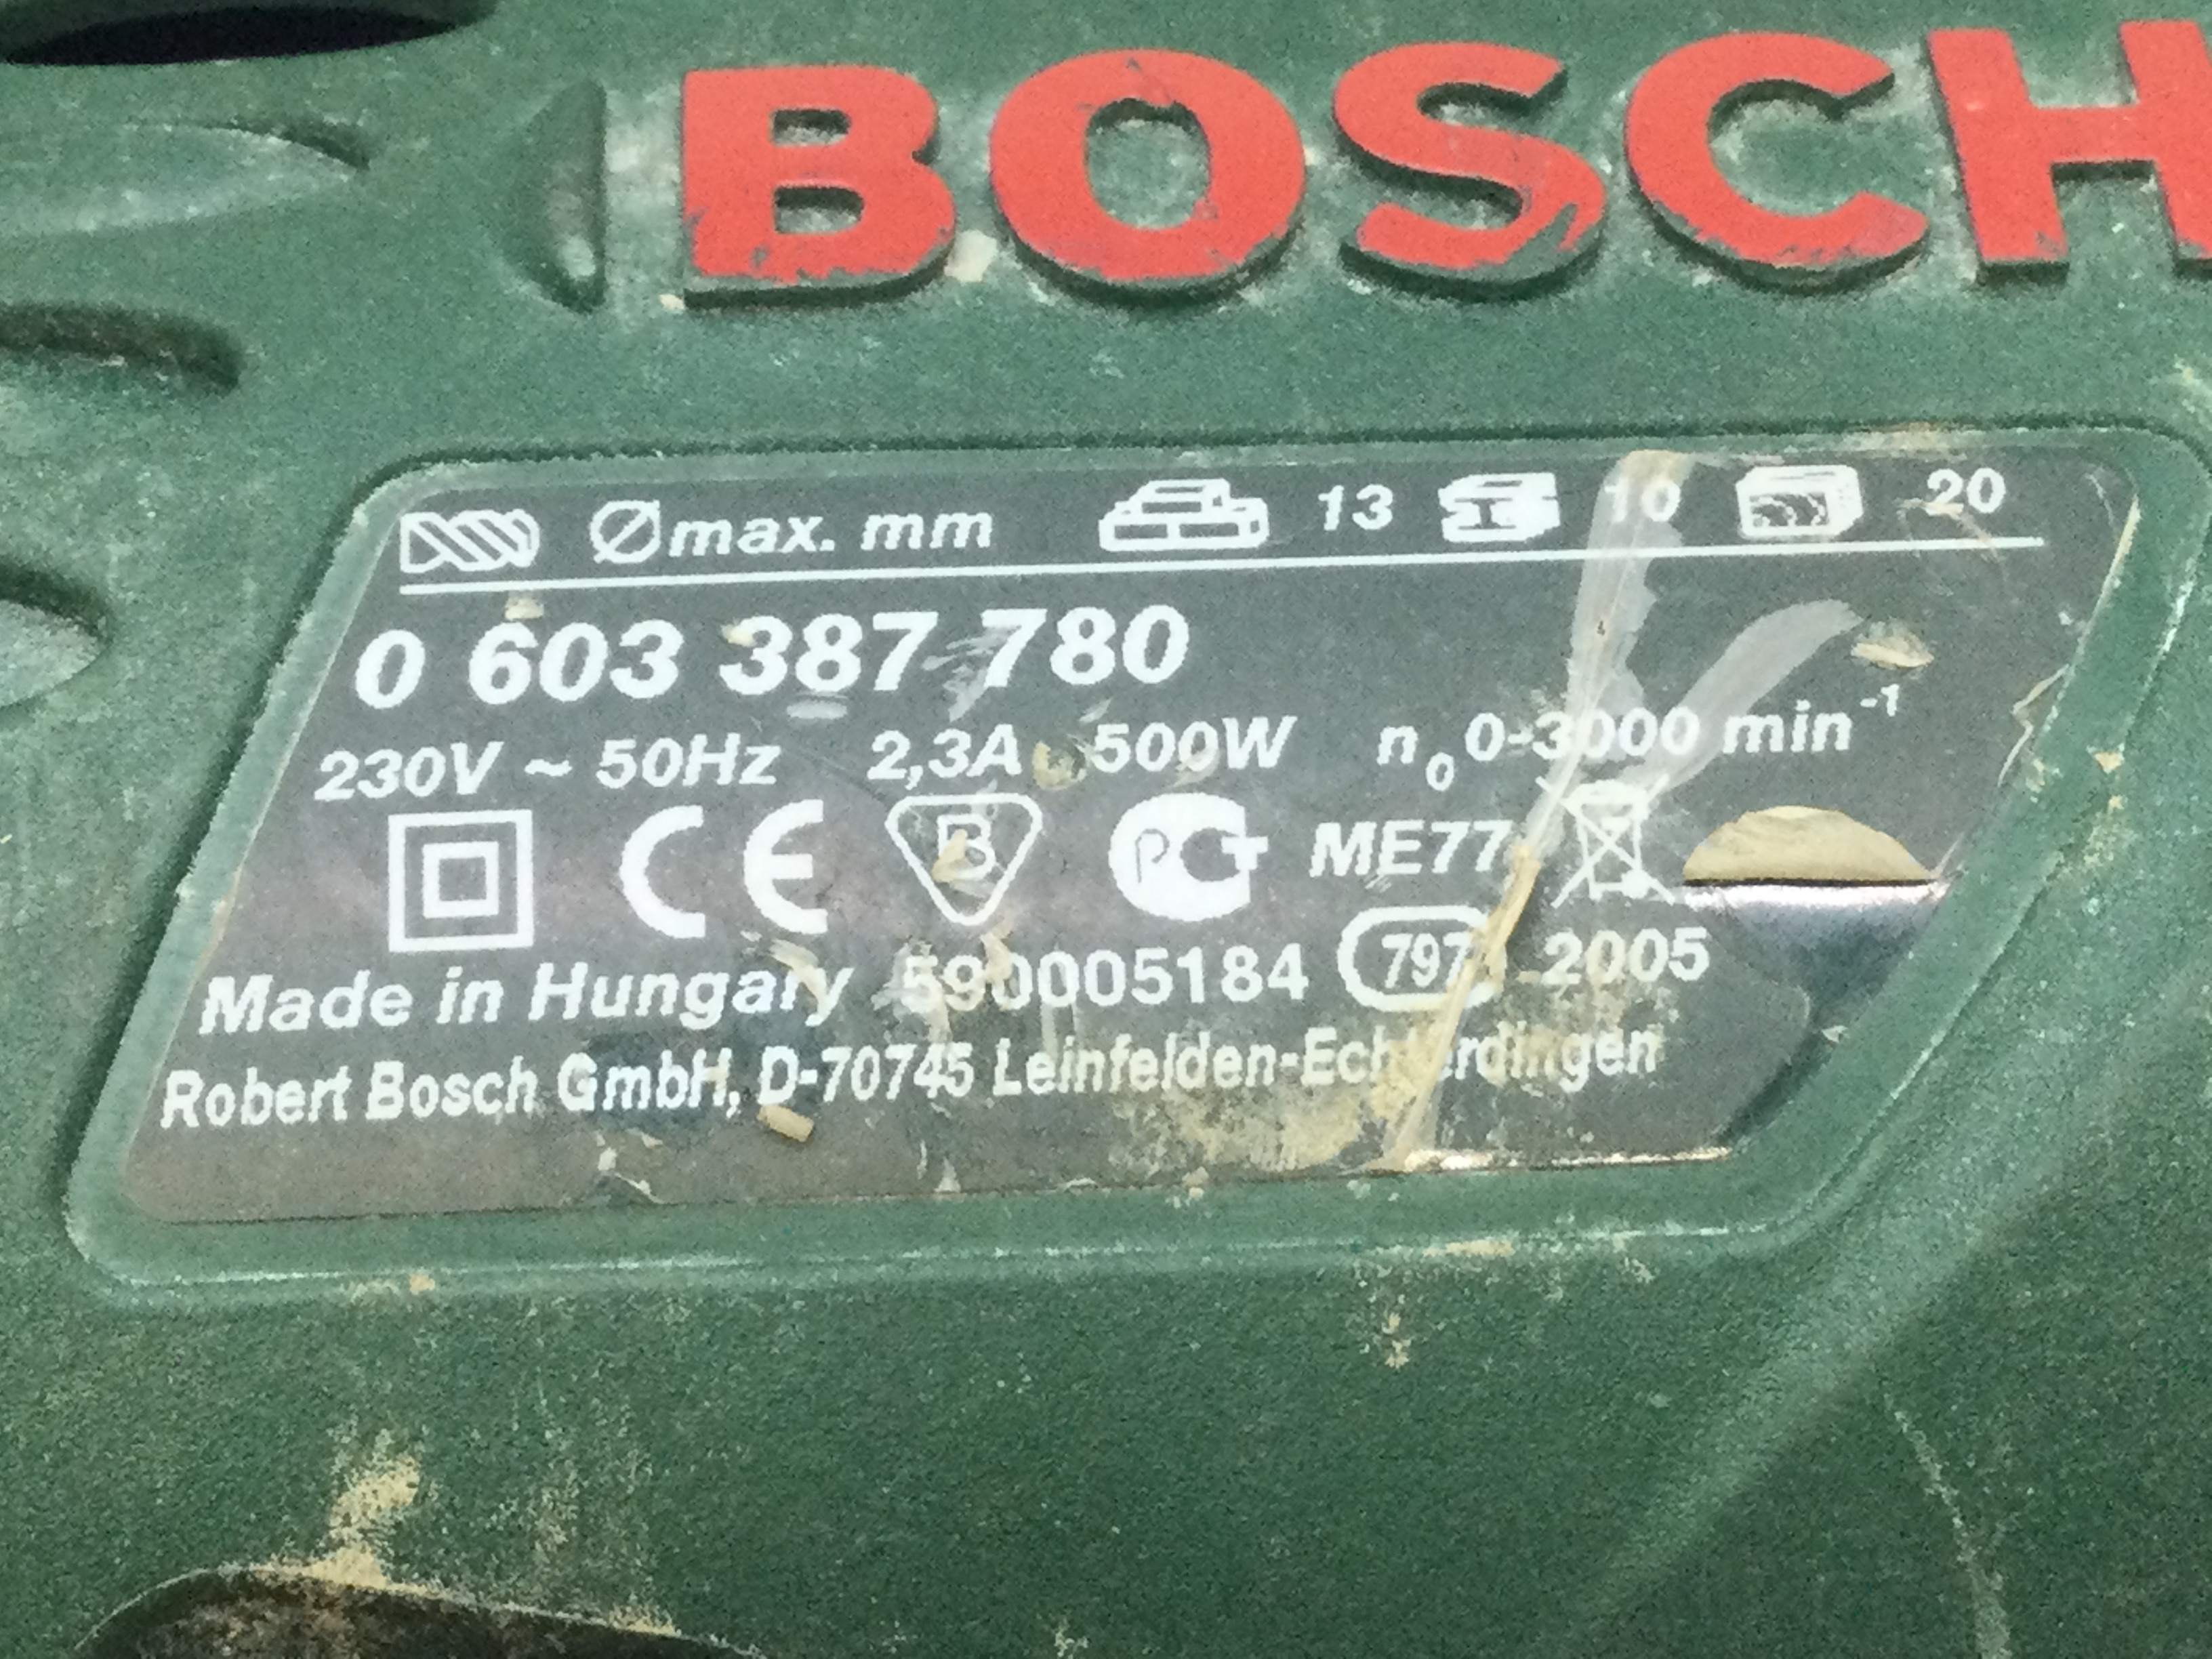 BOSCH
Ømax. mm 13 10 20
0 603 387 780
230V ~ 50Hz 2,3A 500W n₀ 0-3000 min⁻¹
CE B PCT ME77
Made in Hungary 590005184 797 2005
Robert Bosch GmbH, D-70745 Leinfelden-Echterdingen